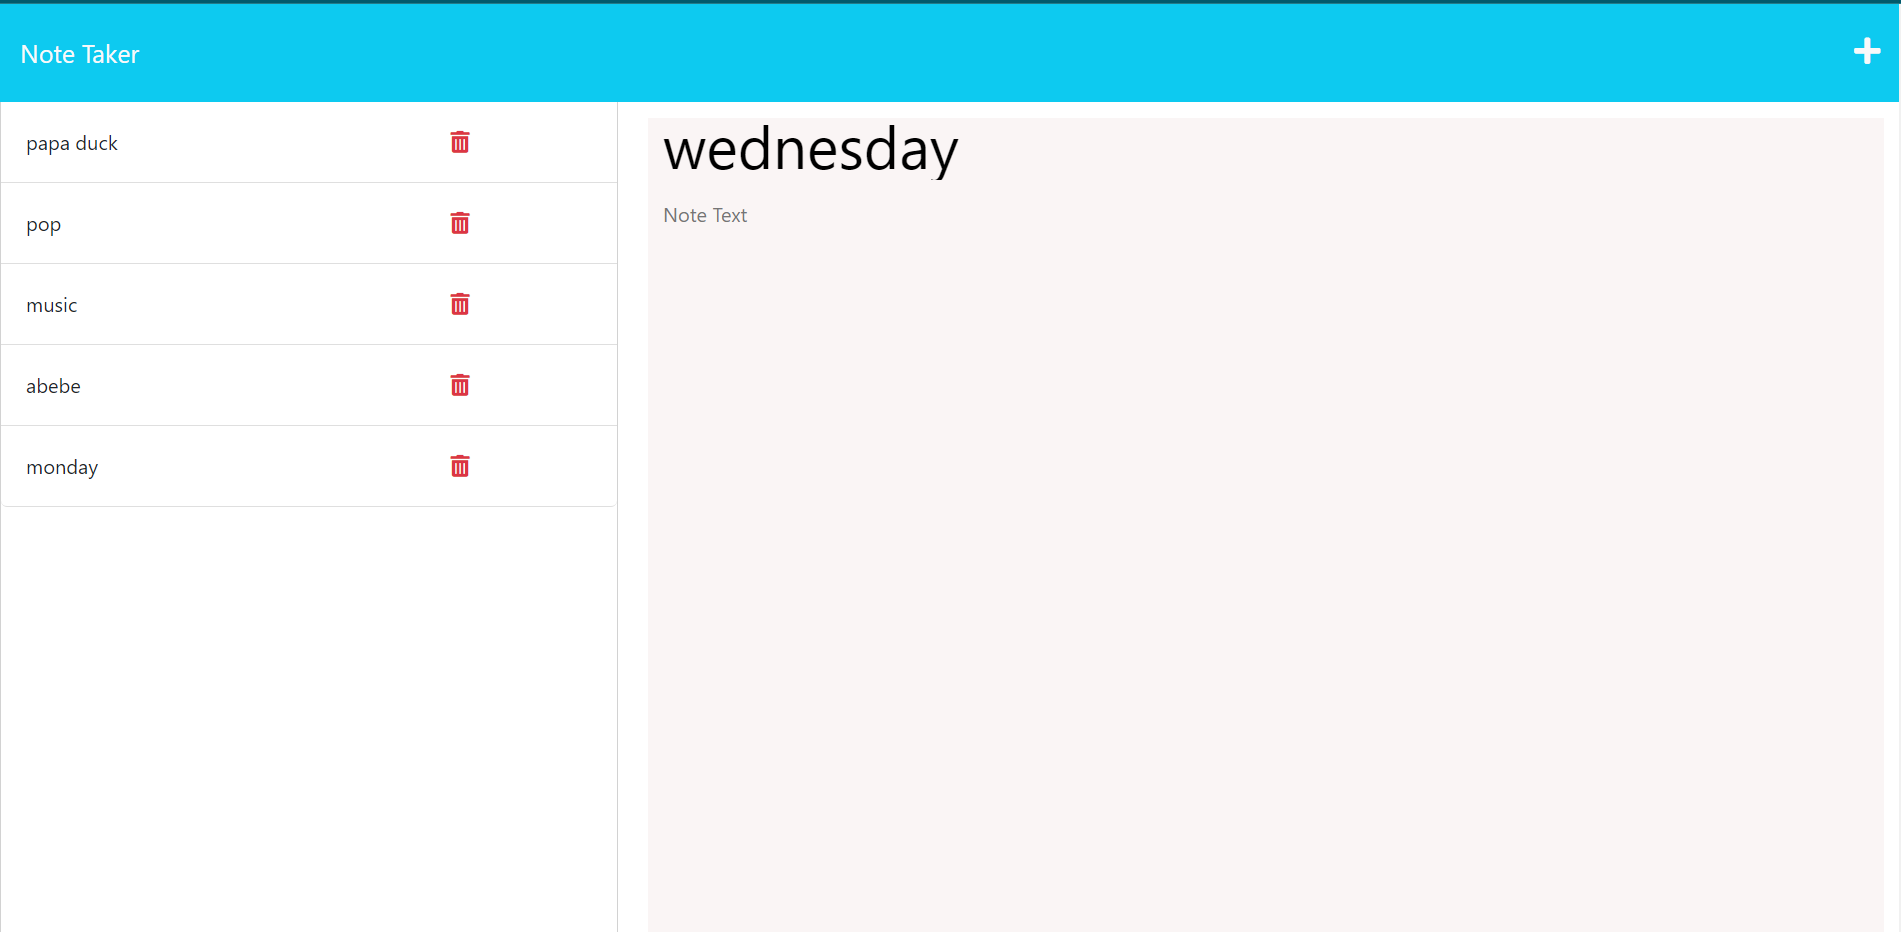 Note Taker
papa duck
pop
music
abebe
monday
wednesday
Note Text